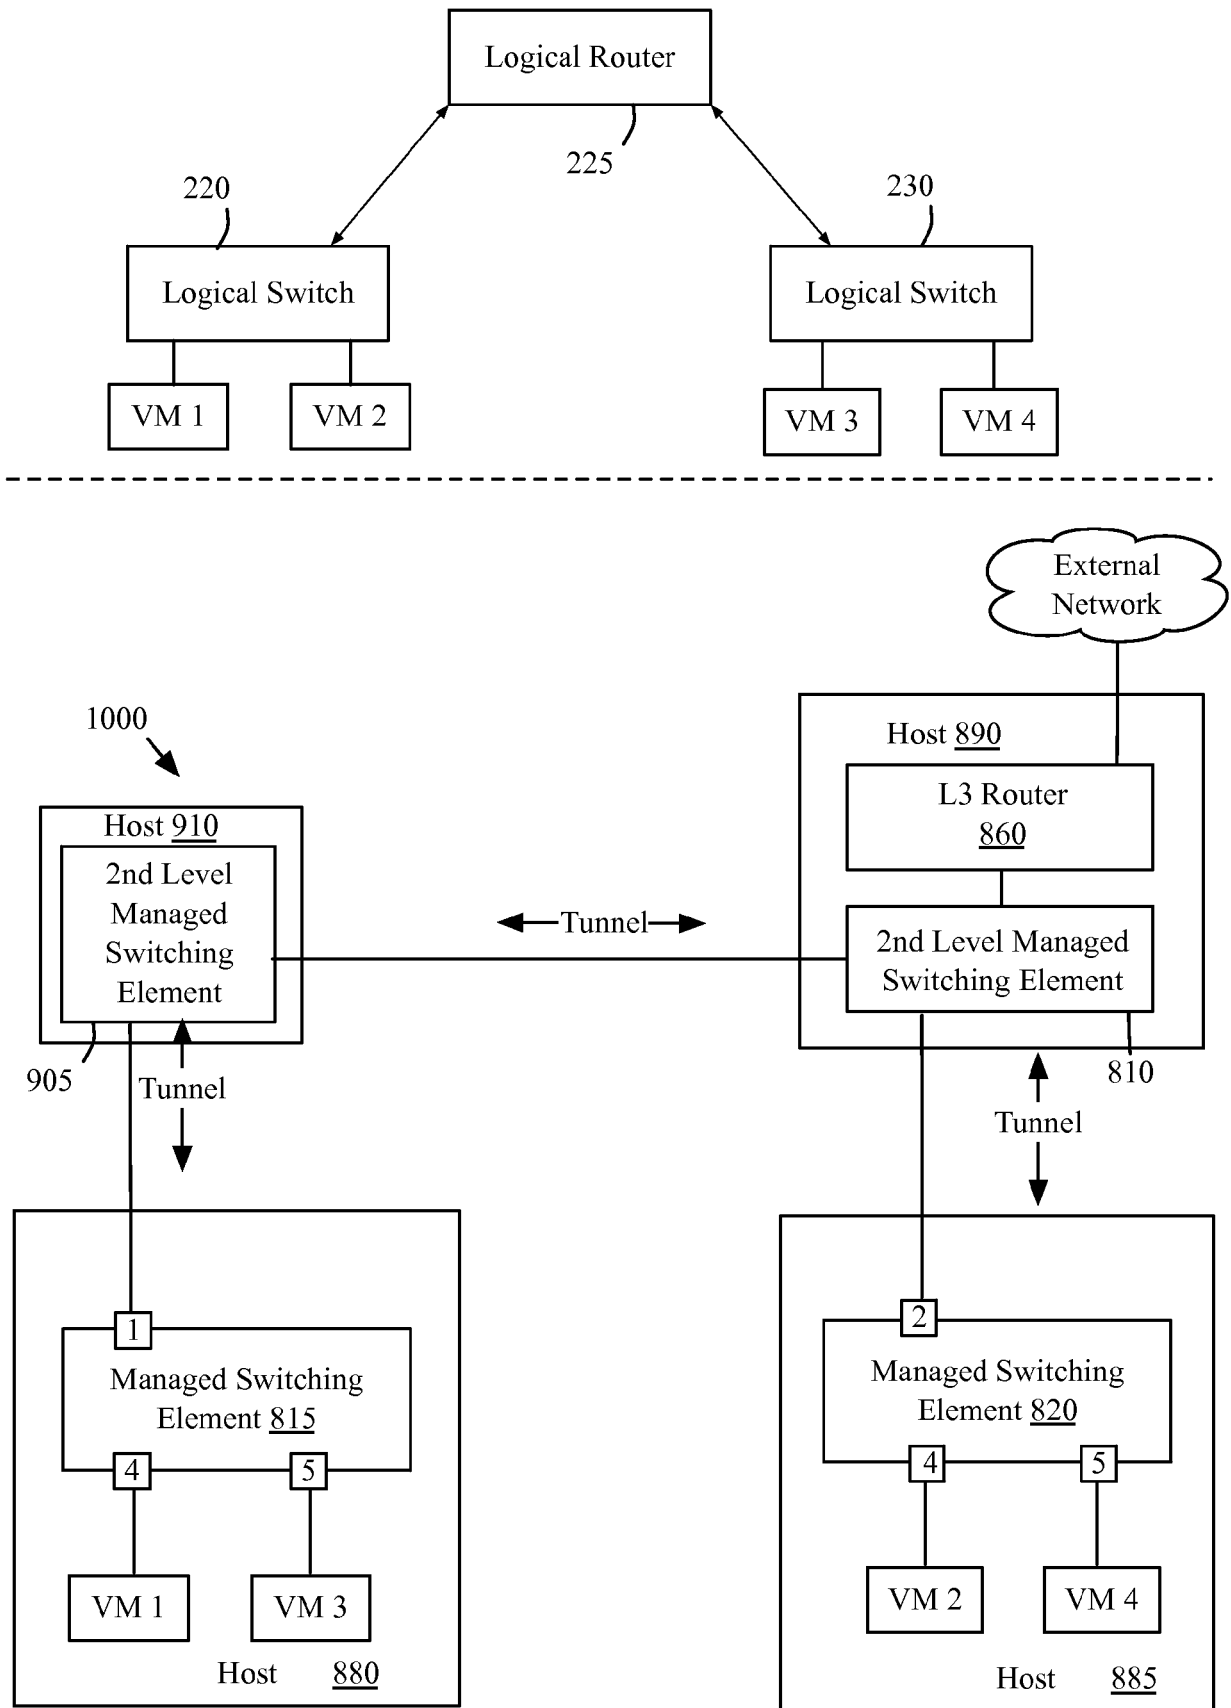 Logical Router
225
220
230
Logical Switch
Logical Switch
VM 1
VM 2
VM 3
VM 4
External
Network
1000
Host 890
L3 Router
860
Host 910
2nd Level
Managed
Switching
Element
Tunnel
2nd Level Managed
Switching Element
905
Tunnel
810
Tunnel
1
Managed Switching
Element 815
4
5
VM 1
VM 3
Host 880
2
Managed Switching
Element 820
4
5
VM 2
VM 4
Host 885